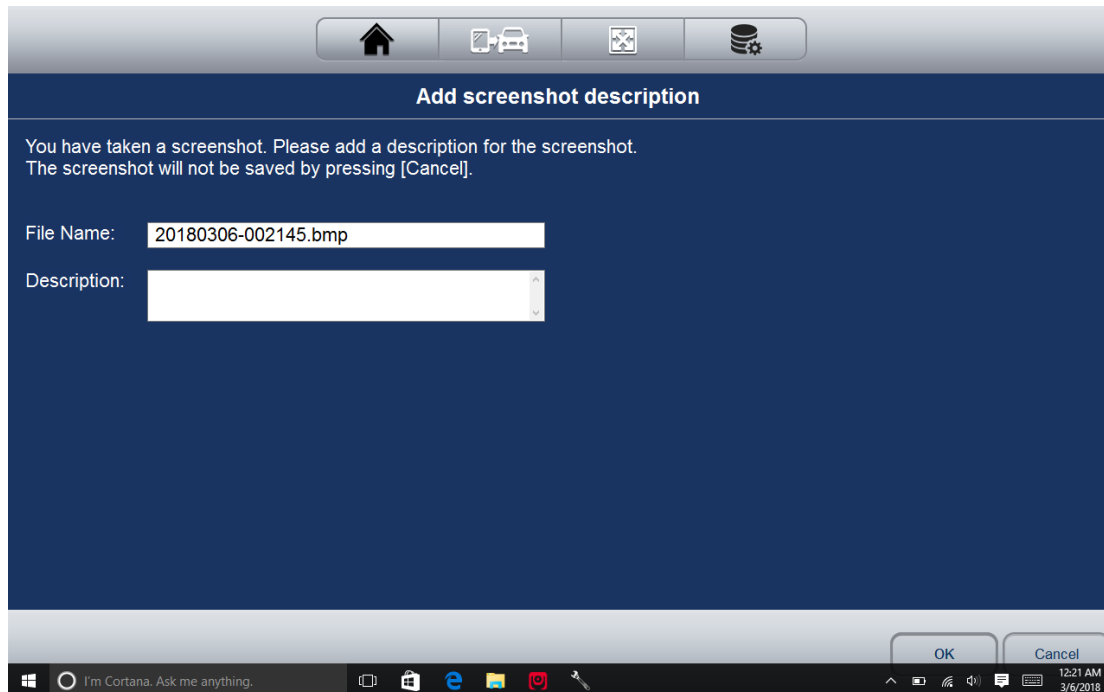 Add screenshot description
You have taken a screenshot. Please add a description for the screenshot.
The screenshot will not be saved by pressing [Cancel].
File Name: 20180306-002145.bmp
Description:
OK Cancel
I'm Cortana. Ask me anything.
12:21 AM
3/6/2018